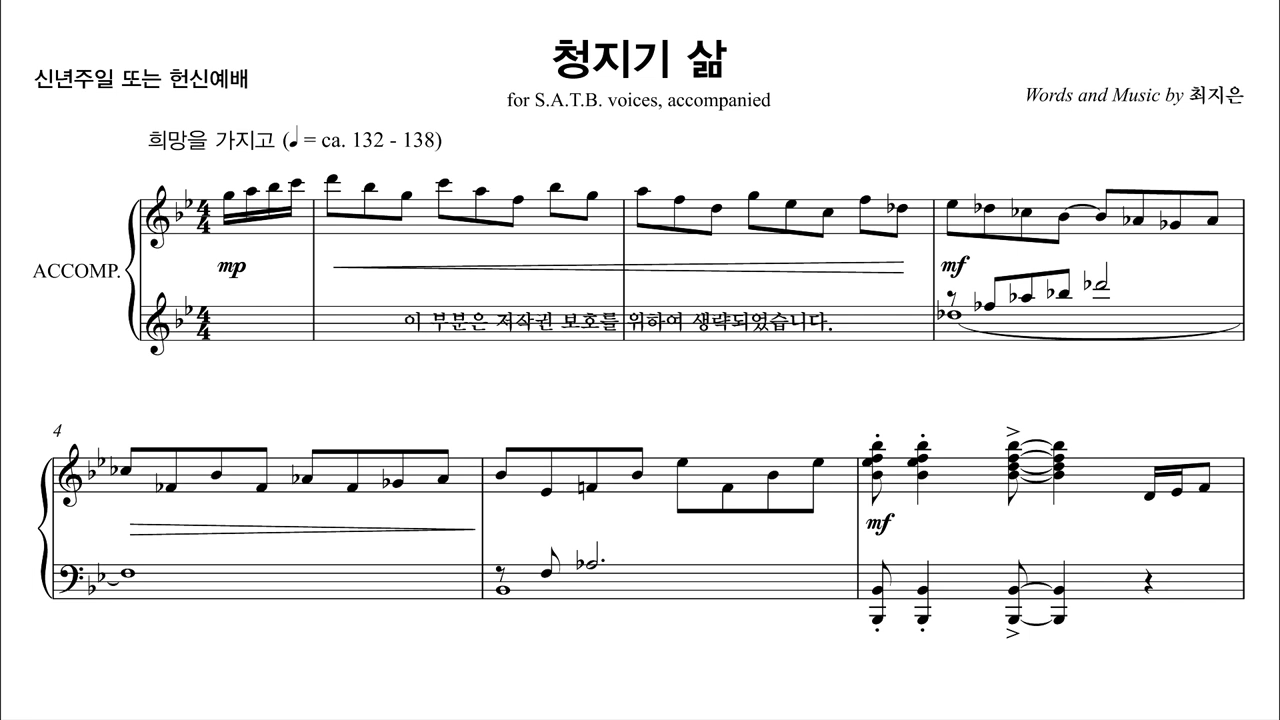 청지기 삶
신년주일 또는 헌신예배
for S.A.T.B. voices, accompanied
Words and Music by 최지은
희망을 가지고 (♩ = ca. 132 - 138)
ACCOMP.
mp
mf
이 부분은 저작권 보호를 위하여 생략되었습니다.
4
mf